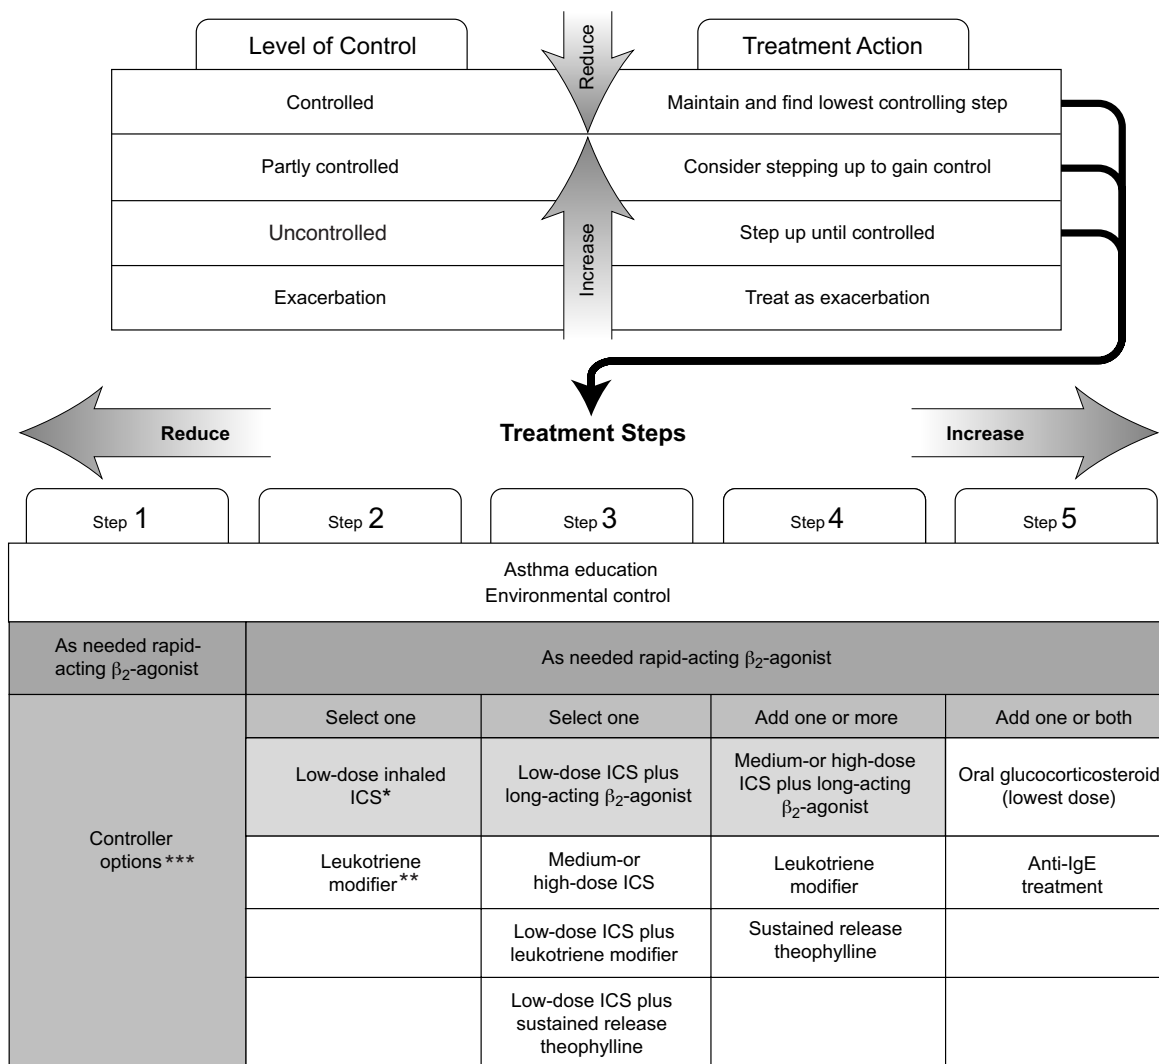 Level of Control
Reduce
Treatment Action
Controlled
Maintain and find lowest controlling step
Partly controlled
Consider stepping up to gain control
Uncontrolled
Increase
Step up until controlled
Exacerbation
Treat as exacerbation
Reduce
Treatment Steps
Increase
Step 1
Step 2
Step 3
Step 4
Step 5
Asthma education
Environmental control
As needed rapid-
acting β₂-agonist
As needed rapid-acting β₂-agonist
Controller
options***
Select one
Select one
Add one or more
Add one or both
Low-dose inhaled
ICS*
Low-dose ICS plus
long-acting β₂-agonist
Medium-or high-dose
ICS plus long-acting
β₂-agonist
Oral glucocorticosteroid
(lowest dose)
Leukotriene
modifier**
Medium-or
high-dose ICS
Leukotriene
modifier
Anti-IgE
treatment
Low-dose ICS plus
leukotriene modifier
Sustained release
theophylline
Low-dose ICS plus
sustained release
theophylline